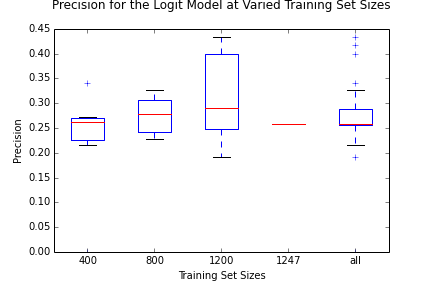 Precision for the Logit Model at Varied Training Set Sizes
0.45
0.40
0.35
0.30
0.25
0.20
0.15
0.10
0.05
0.00
Precision
400 800 1200 1247 all
Training Set Sizes